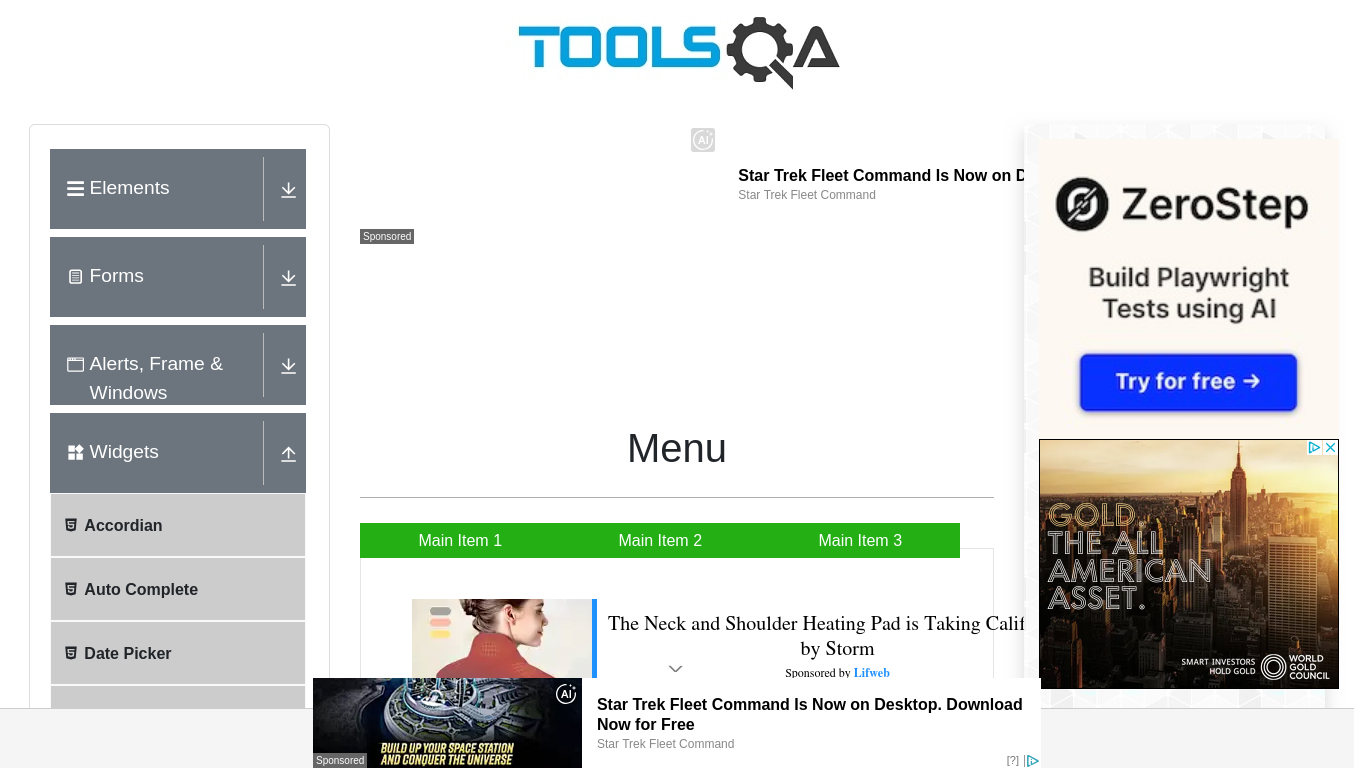 TOOLSQA
Elements
Forms
Alerts, Frame &
Windows
Widgets
Accordian
Auto Complete
Date Picker
AI
Star Trek Fleet Command Is Now on D
Star Trek Fleet Command
Sponsored
Menu
Main Item 1
Main Item 2
Main Item 3
The Neck and Shoulder Heating Pad is Taking Calif
by Storm
Sponsored by Lifweb
ZeroStep
Build Playwright
Tests using AI
Try for free →
GOLD.
THE ALL
AMERICAN
ASSET.
SMART INVESTORS
HOLD GOLD
WORLD
GOLD
COUNCIL
AI
BUILD UP YOUR SPACE STATION
AND CONQUER THE UNIVERSE
Sponsored
Star Trek Fleet Command Is Now on Desktop. Download
Now for Free
Star Trek Fleet Command
[?]